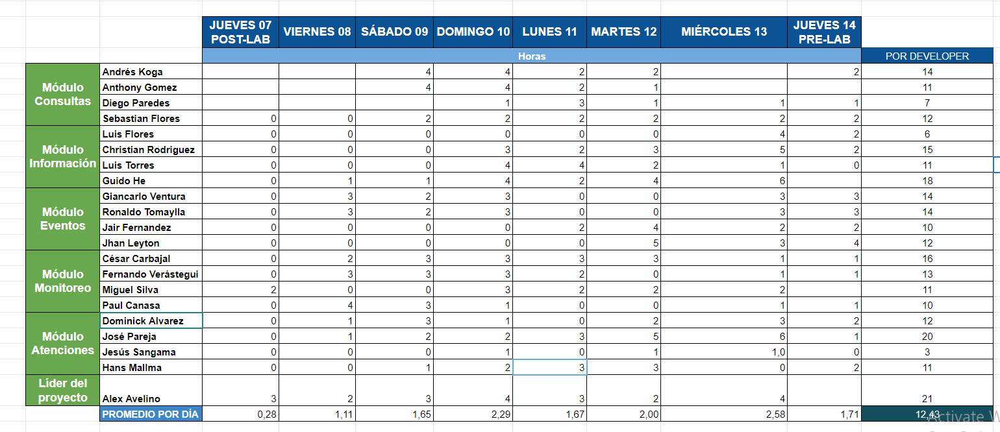 JUEVES 07 POST-LAB VIERNES 08 SÁBADO 09 DOMINGO 10 LUNES 11 MARTES 12 MIÉRCOLES 13 JUEVES 14 PRE-LAB
Horas POR DEVELOPER
Módulo Consultas
Andrés Koga 4 4 2 2 2 14
Anthony Gomez 4 4 2 1 11
Diego Paredes 1 3 1 1 1 7
Sebastian Flores 0 0 2 2 2 2 2 2 12
Módulo Información
Luis Flores 0 0 0 0 0 0 4 2 6
Christian Rodriguez 0 0 0 3 2 3 5 2 15
Luis Torres 0 0 0 4 4 2 1 0 11
Guido He 0 1 1 4 2 4 6 18
Módulo Eventos
Giancarlo Ventura 0 3 2 3 0 0 3 3 14
Ronaldo Tomaylla 0 3 2 3 0 0 3 3 14
Jair Fernandez 0 0 0 0 2 4 2 2 10
Jhan Leyton 0 0 0 0 0 5 3 4 12
Módulo Monitoreo
César Carbajal 0 2 3 3 3 3 1 1 16
Fernando Verástegui 0 3 3 3 2 0 1 1 13
Miguel Silva 2 0 0 3 2 2 2 11
Paul Canasa 0 4 3 1 0 0 1 1 10
Módulo Atenciones
Dominick Alvarez 0 1 3 1 0 2 3 2 12
José Pareja 0 1 2 2 3 5 6 1 20
Jesús Sangama 0 0 0 1 0 1 1,0 0 3
Hans Mallma 0 0 1 2 3 3 0 2 11
Líder del proyecto
Alex Avelino 3 2 3 4 3 2 4 21
PROMEDIO POR DÍA 0,28 1,11 1,65 2,29 1,67 2,00 2,58 1,71 12,43
Activate